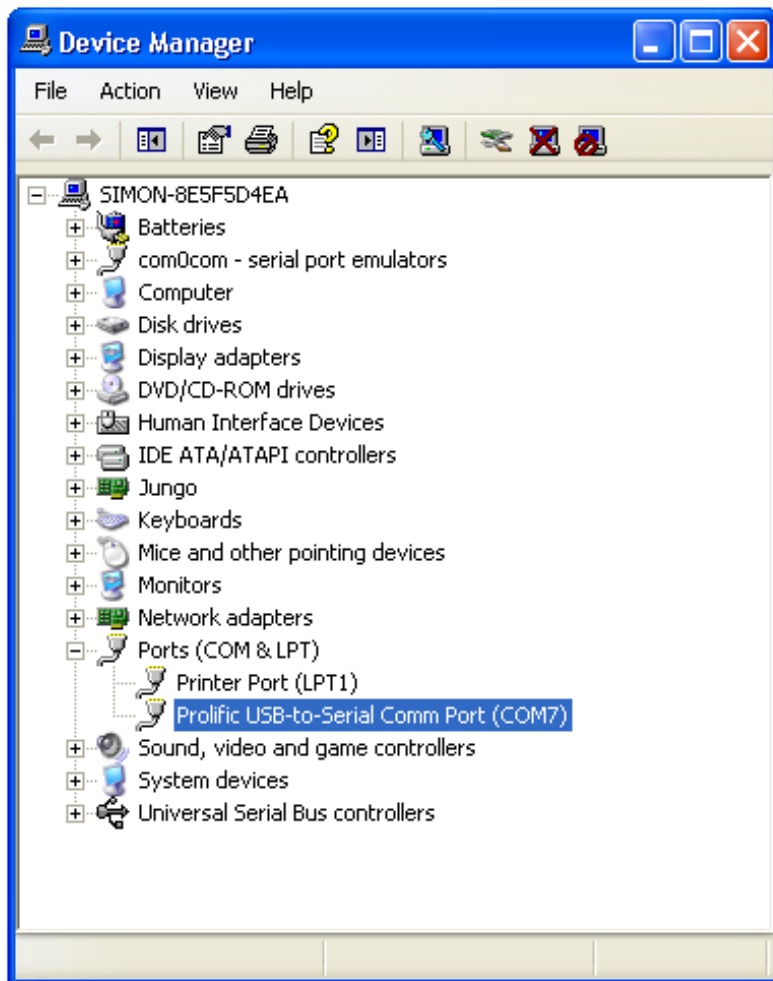 Device Manager
File Action View Help
SIMON-8E5F5D4EA
Batteries
com0com - serial port emulators
Computer
Disk drives
Display adapters
DVD/CD-ROM drives
Human Interface Devices
IDE ATA/ATAPI controllers
Jungo
Keyboards
Mice and other pointing devices
Monitors
Network adapters
Ports (COM & LPT)
Printer Port (LPT1)
Prolific USB-to-Serial Comm Port (COM7)
Sound, video and game controllers
System devices
Universal Serial Bus controllers